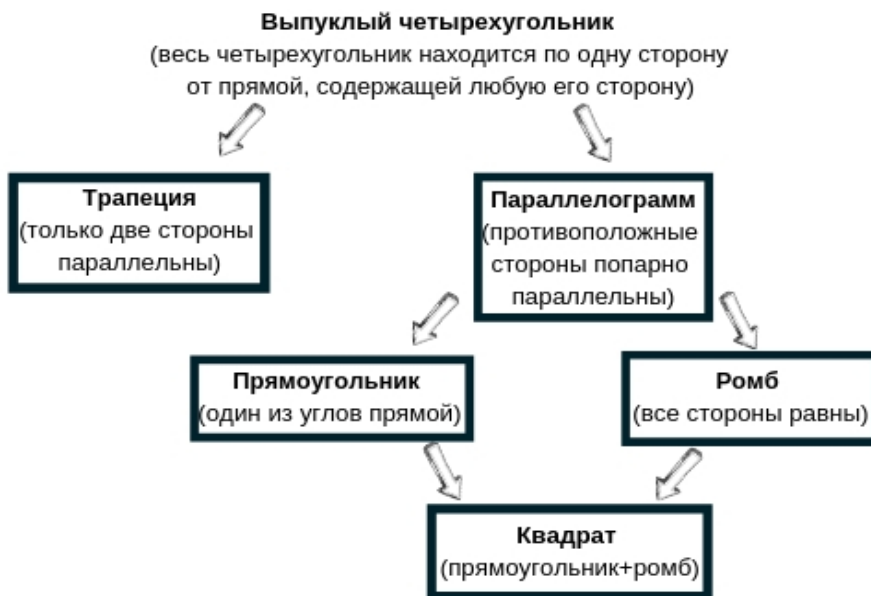 Выпуклый четырехугольник
(весь четырехугольник находится по одну сторону
от прямой, содержащей любую его сторону)
Трапеция
(только две стороны
параллельны)
Параллелограмм
(противоположные
стороны попарно
параллельны)
Прямоугольник
(один из углов прямой)
Ромб
(все стороны равны)
Квадрат
(прямоугольник+ромб)